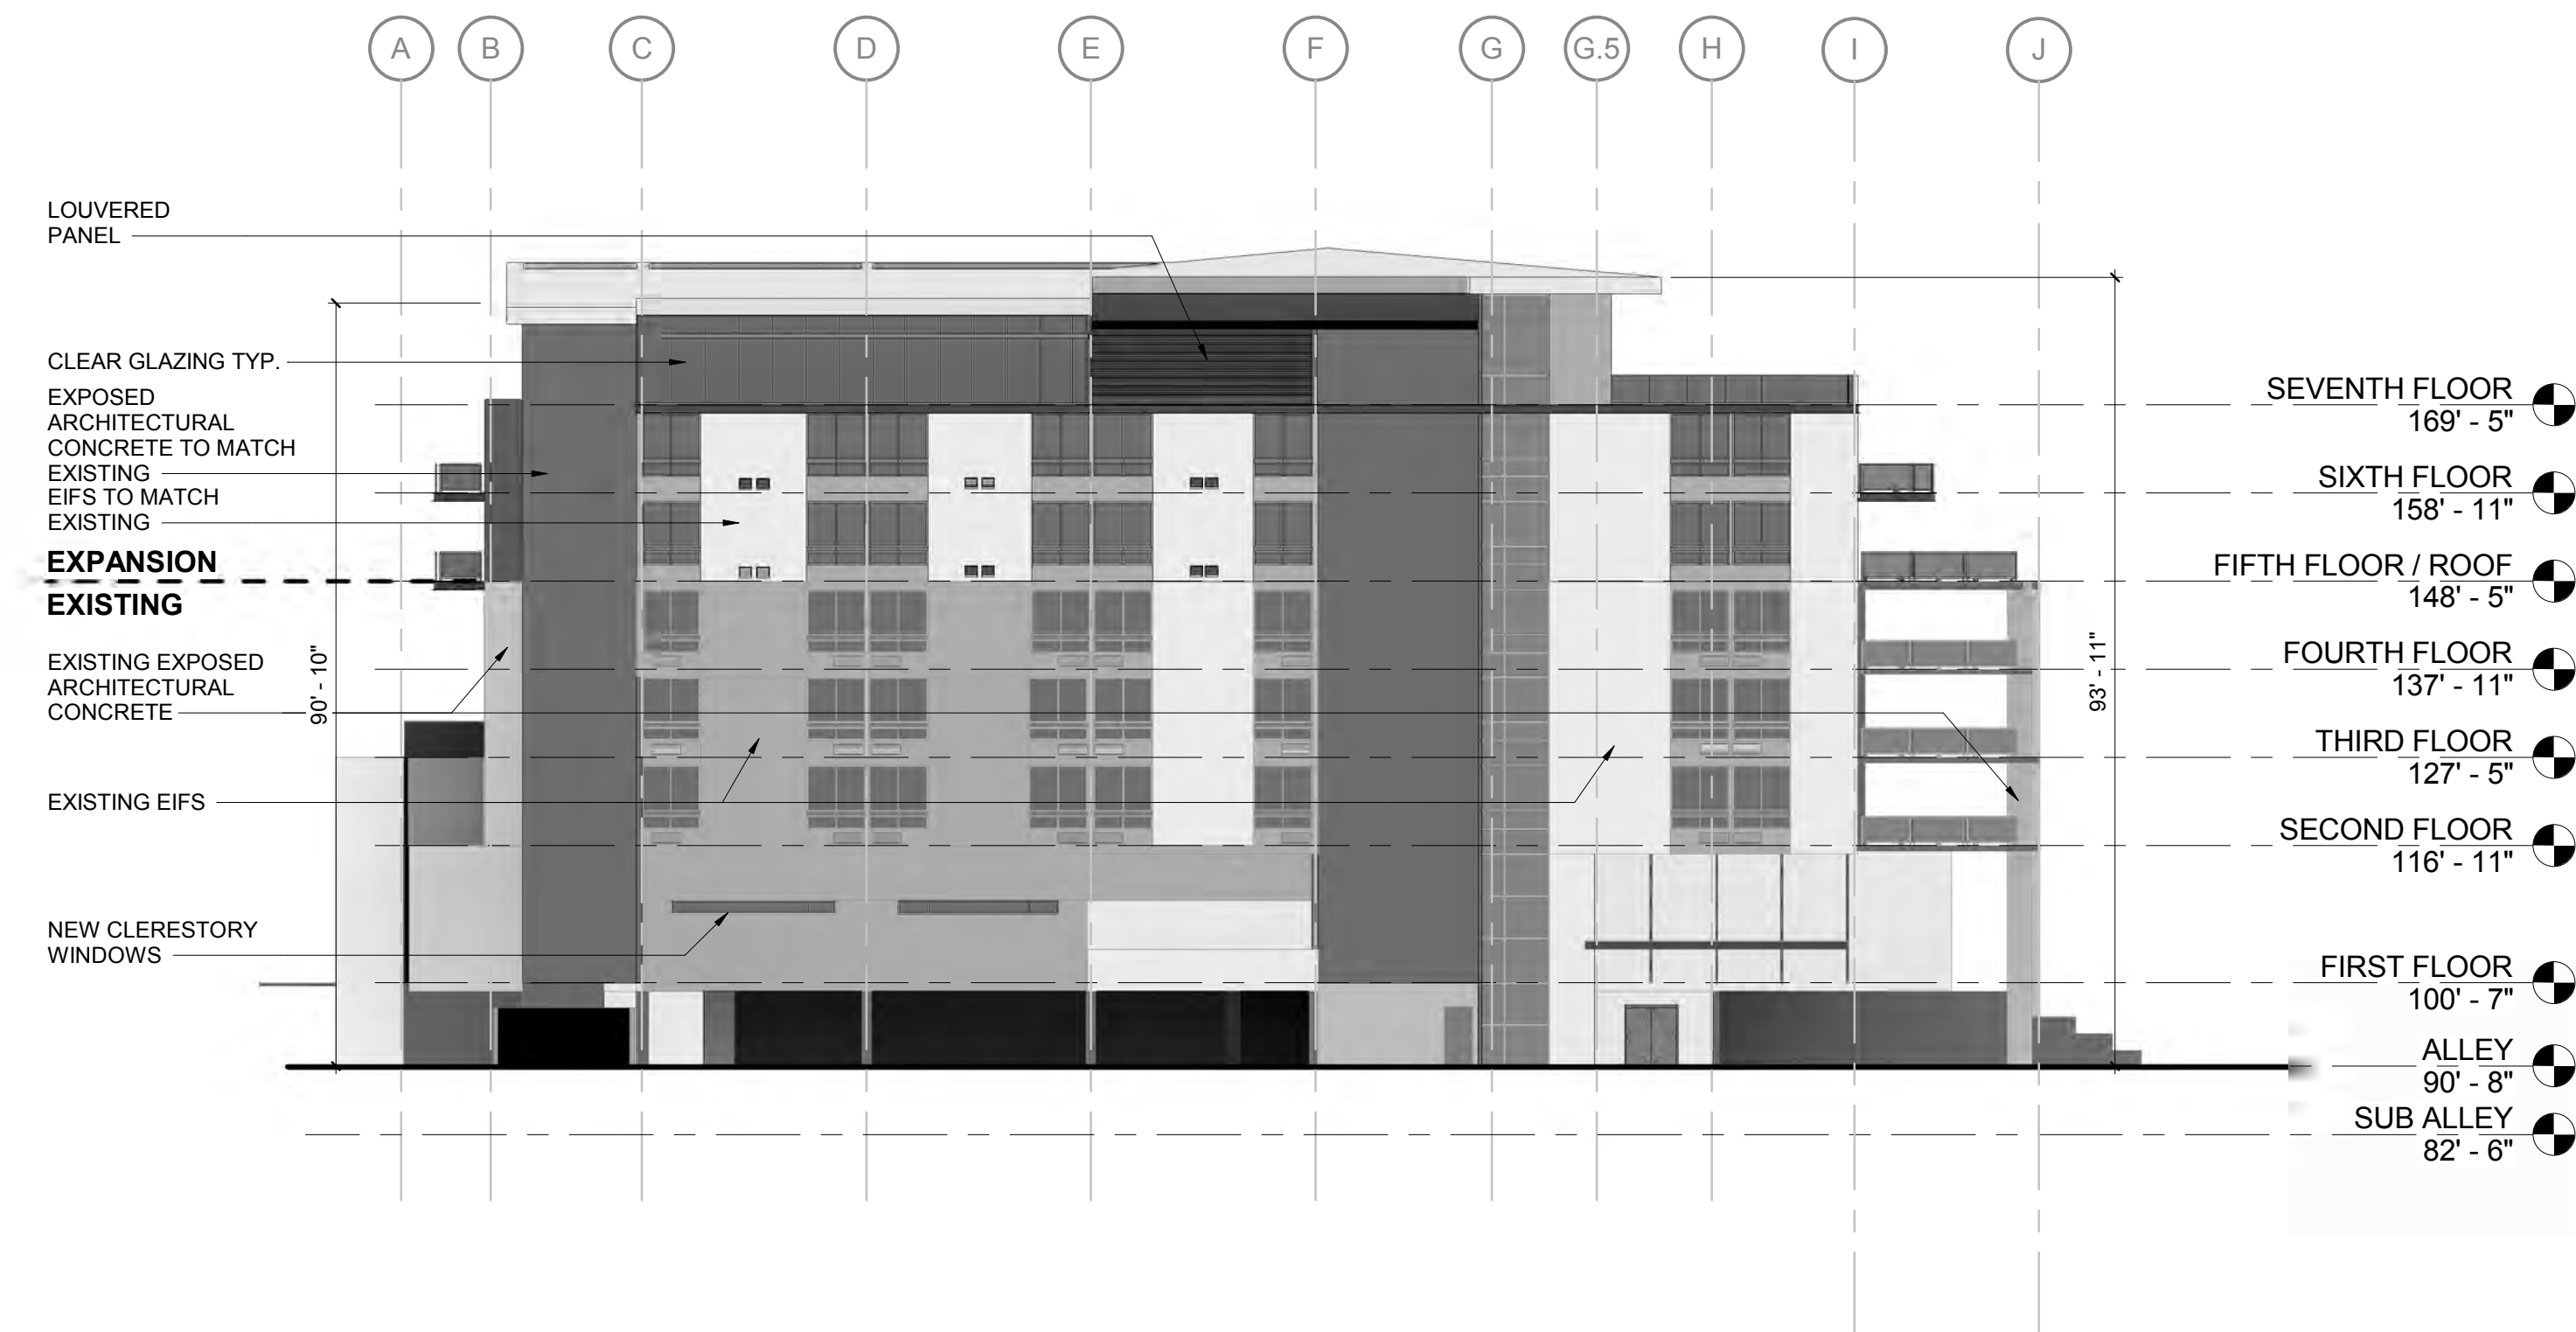 A B C D E F G G.5 H I J
LOUVERED
PANEL
CLEAR GLAZING TYP.
EXPOSED
ARCHITECTURAL
CONCRETE TO MATCH
EXISTING
EIFS TO MATCH
EXISTING
EXPANSION
EXISTING
EXISTING EXPOSED
ARCHITECTURAL
CONCRETE
EXISTING EIFS
NEW CLERESTORY
WINDOWS
90' - 10"
93' - 11"
SEVENTH FLOOR
169' - 5"
SIXTH FLOOR
158' - 11"
FIFTH FLOOR / ROOF
148' - 5"
FOURTH FLOOR
137' - 11"
THIRD FLOOR
127' - 5"
SECOND FLOOR
116' - 11"
FIRST FLOOR
100' - 7"
ALLEY
90' - 8"
SUB ALLEY
82' - 6"